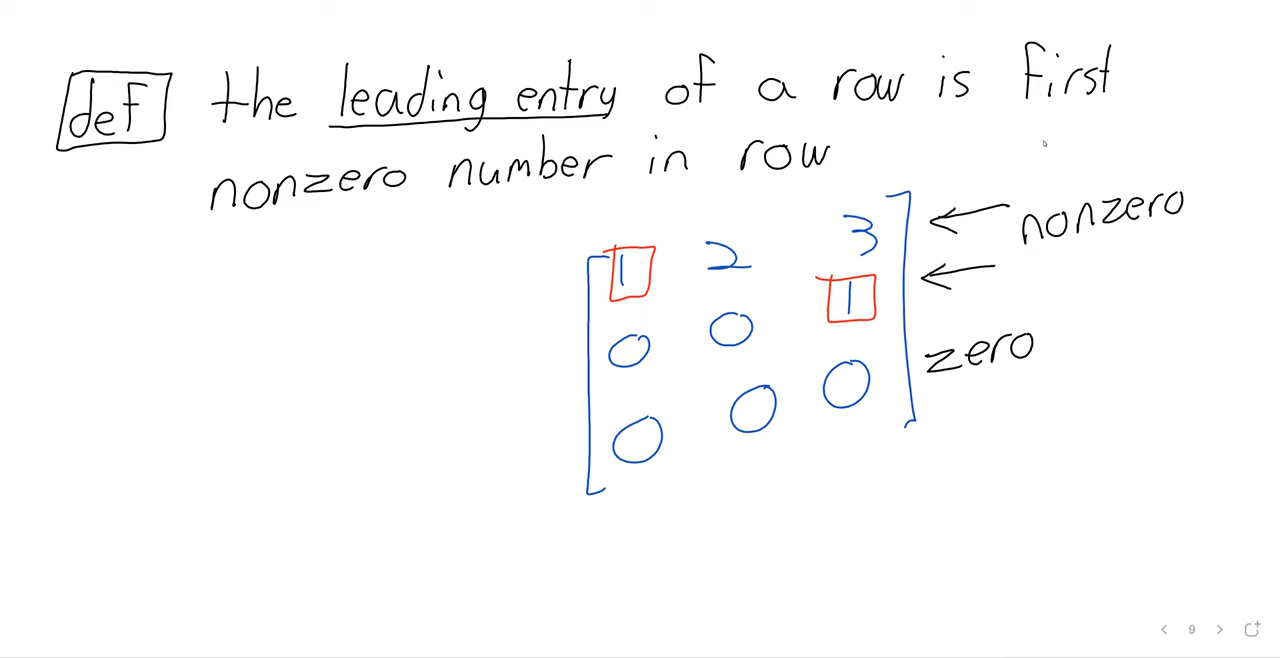 def the leading entry of a row is first
nonzero number in row
1 2 3 nonzero
0 0 1
0 0 0 zero
9